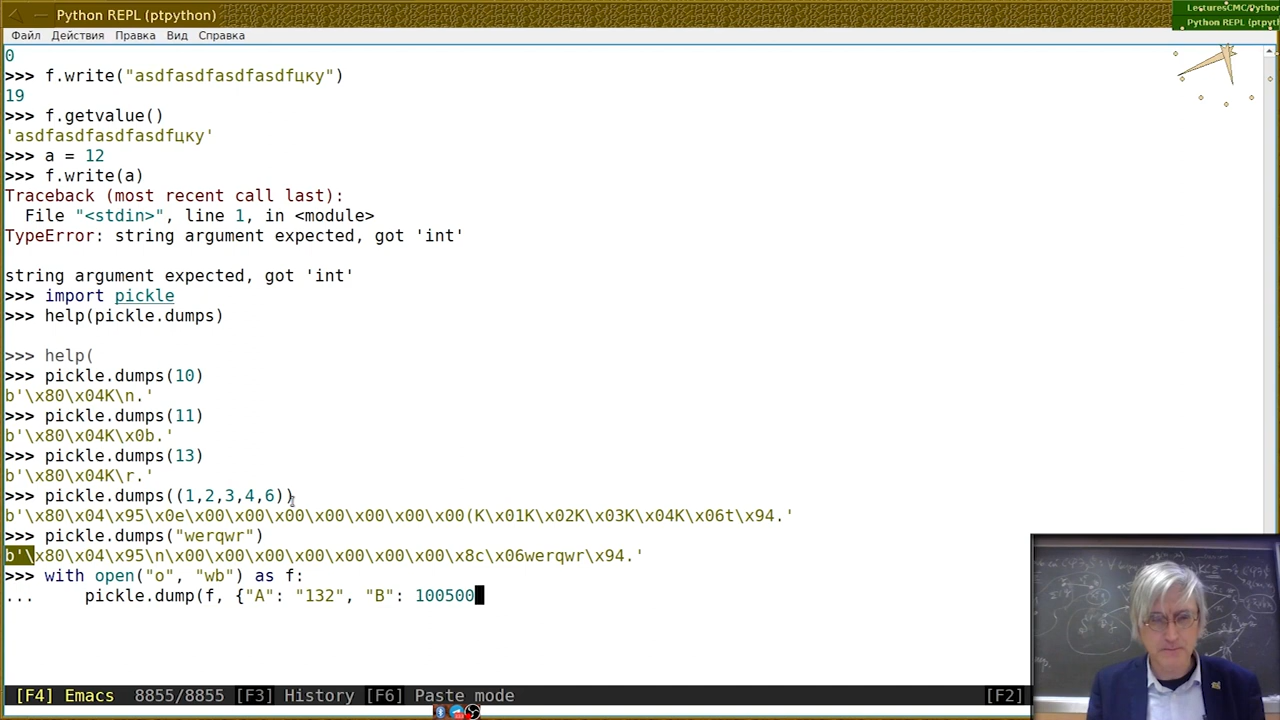 Python REPL (ptpython)
LecturesCMC/Python
Python REPL (ptpyth
Файл Действия Правка Вид Справка
0
>>> f.write("asdfasdfasdfasdfцку")
19
>>> f.getvalue()
'asdfasdfasdfasdfцку'
>>> a = 12
>>> f.write(a)
Traceback (most recent call last):
  File "<stdin>", line 1, in <module>
TypeError: string argument expected, got 'int'
string argument expected, got 'int'
>>> import pickle
>>> help(pickle.dumps)
>>> help(
>>> pickle.dumps(10)
b'\x80\x04K\n.'
>>> pickle.dumps(11)
b'\x80\x04K\x0b.'
>>> pickle.dumps(13)
b'\x80\x04K\r.'
>>> pickle.dumps((1,2,3,4,6))
b'\x80\x04\x95\x0e\x00\x00\x00\x00\x00\x00\x00(K\x01K\x02K\x03K\x04K\x06t\x94.'
>>> pickle.dumps("werqwr")
b'\x80\x04\x95\n\x00\x00\x00\x00\x00\x00\x00\x8c\x06werqwr\x94.'
>>> with open("o", "wb") as f:
...     pickle.dump(f, {"A": "132", "B": 100500
[F4] Emacs 8855/8855 [F3] History [F6] Paste mode [F2]